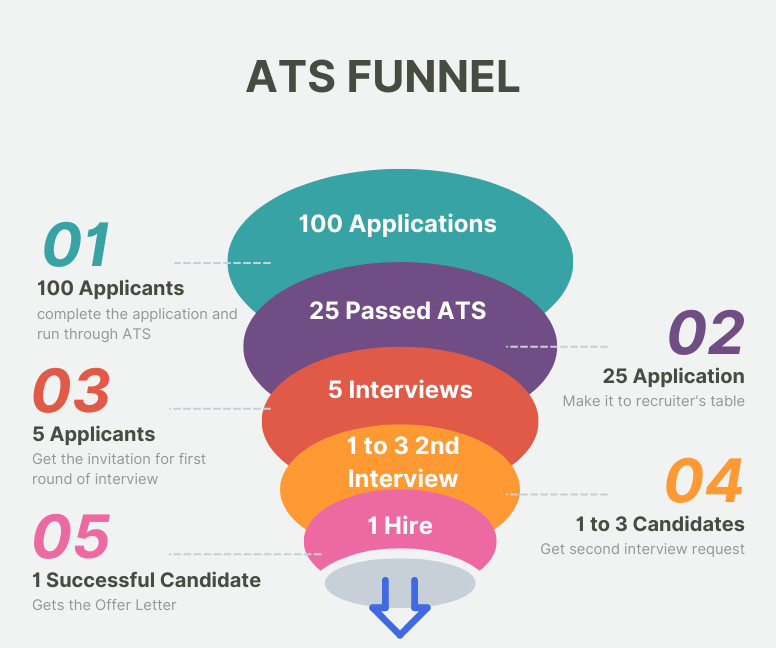 ATS FUNNEL
100 Applications
25 Passed ATS
5 Interviews
1 to 3 2nd
Interview
1 Hire
01
100 Applicants
complete the application and
run through ATS
02
25 Application
Make it to recruiter's table
03
5 Applicants
Get the invitation for first
round of interview
04
1 to 3 Candidates
Get second interview request
05
1 Successful Candidate
Gets the Offer Letter